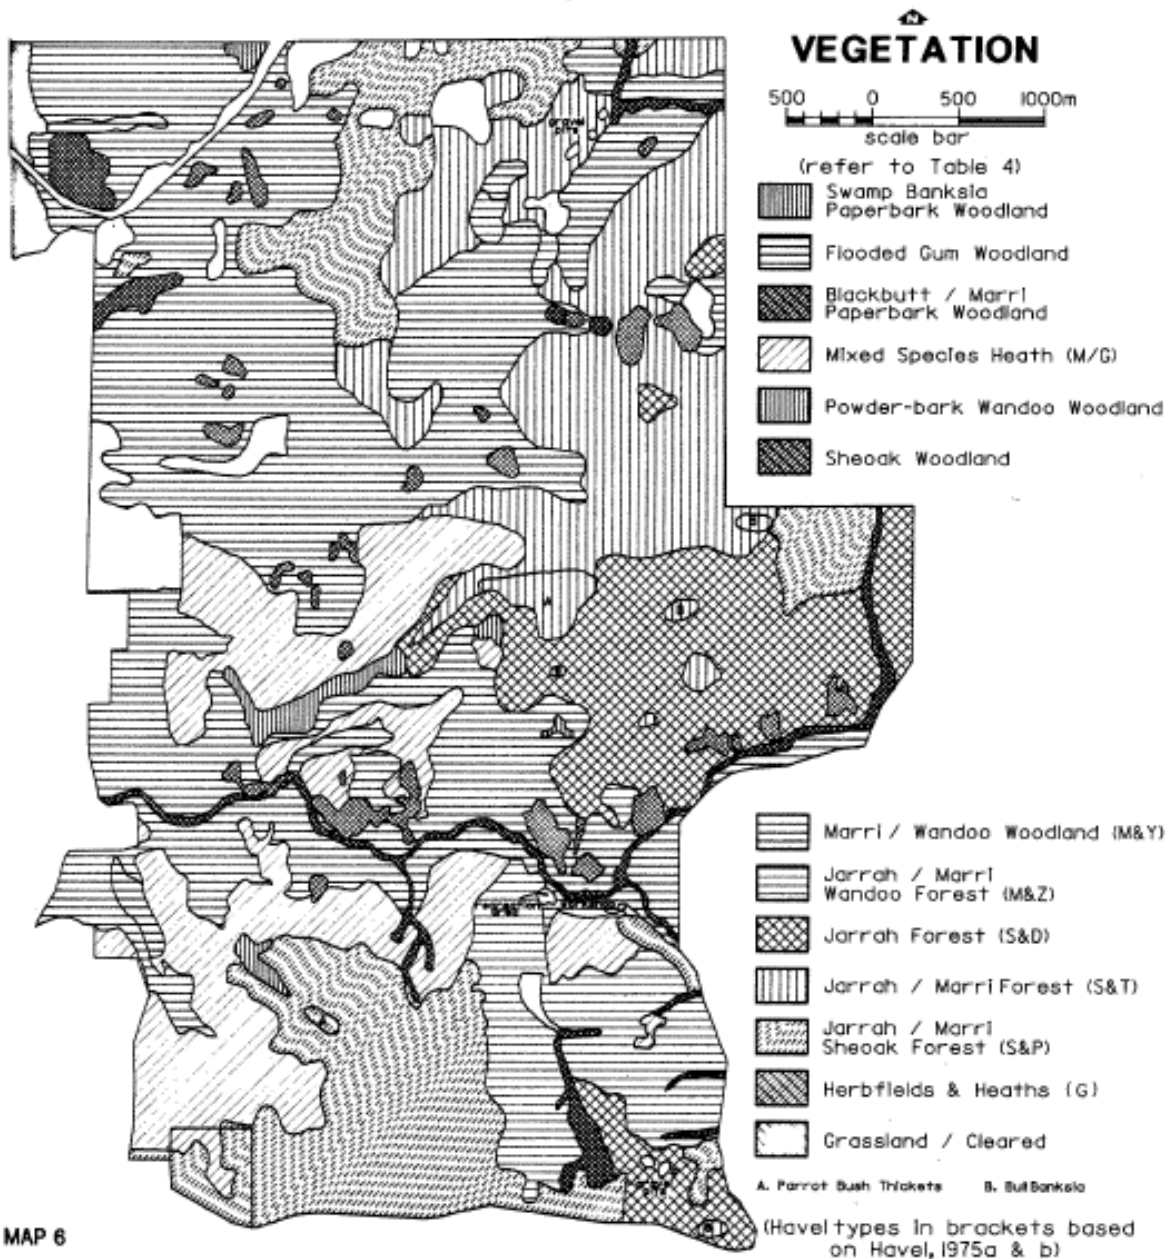 N
VEGETATION
500 0 500 1000m
scale bar
(refer to Table 4)
Swamp Banksia
Paperbark Woodland
Flooded Gum Woodland
Blackbutt / Marri
Paperbark Woodland
Mixed Species Heath (M/G)
Powder-bark Wandoo Woodland
Sheoak Woodland
Marri / Wandoo Woodland (M&Y)
Jarrah / Marri
Wandoo Forest (M&Z)
Jarrah Forest (S&D)
Jarrah / Marri Forest (S&T)
Jarrah / Marri
Sheoak Forest (S&P)
Herbfields & Heaths (G)
Grassland / Cleared
A. Parrot Bush Thickets B. Bull Banksia
(Havel types in brackets based
on Havel, 1975a & b)
gravel
pits
A
MAP 6